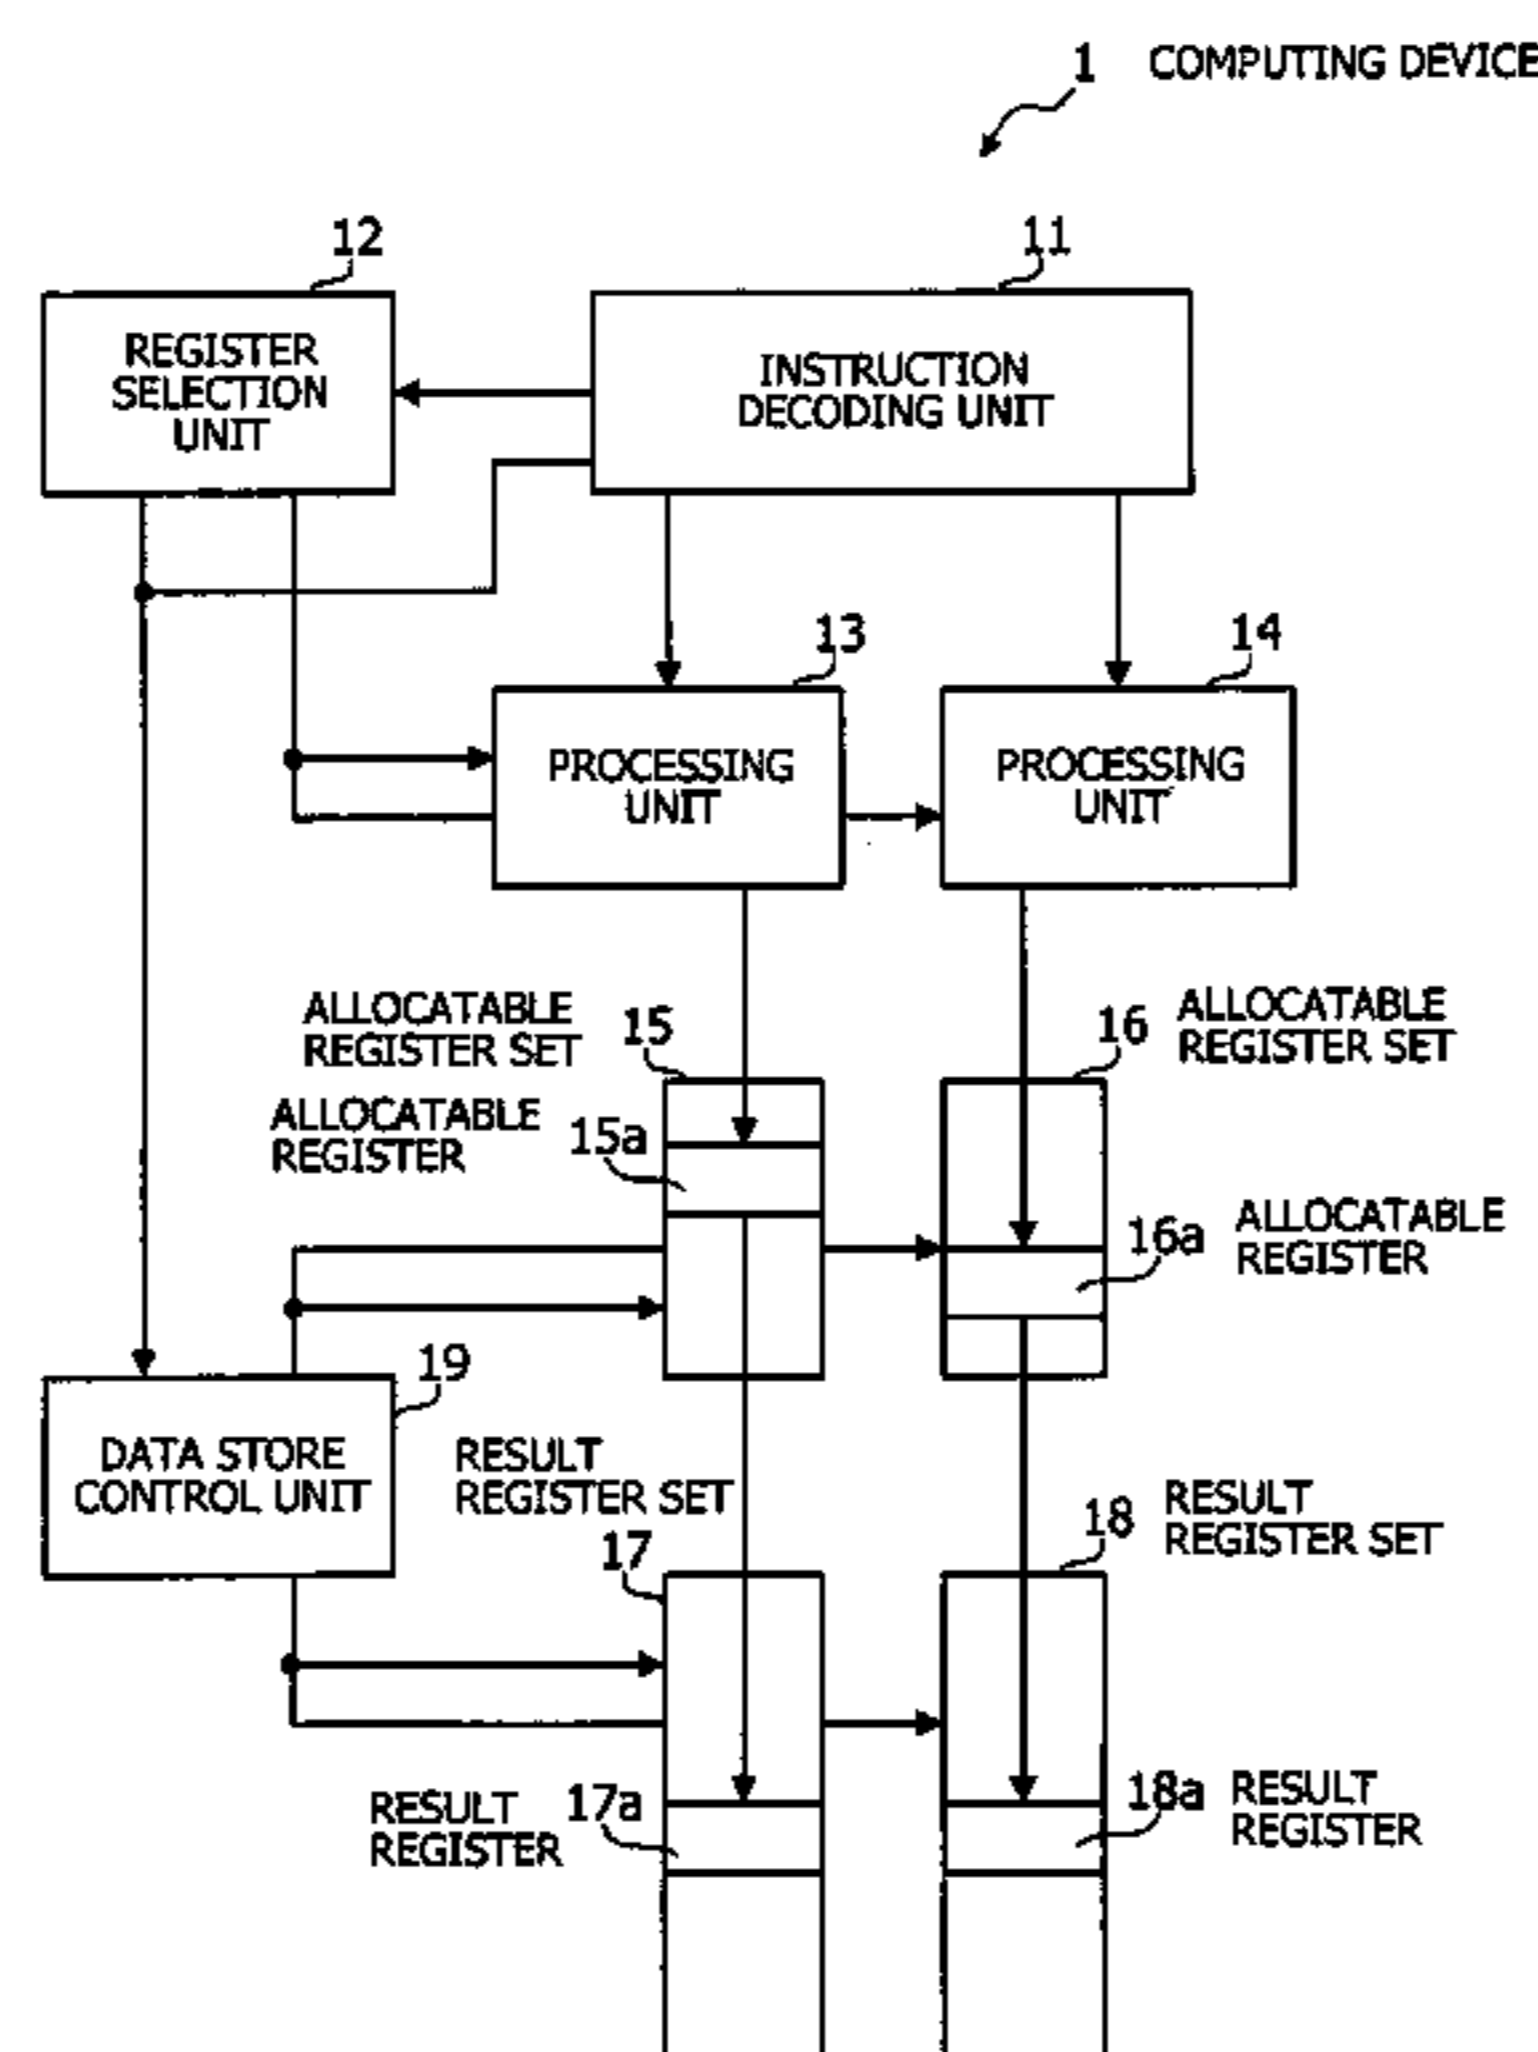 1 COMPUTING DEVICE
12
11
REGISTER
SELECTION
UNIT
INSTRUCTION
DECODING UNIT
13
14
PROCESSING
UNIT
PROCESSING
UNIT
ALLOCATABLE
REGISTER SET
15
16
ALLOCATABLE
REGISTER SET
ALLOCATABLE
REGISTER
15a
16a
ALLOCATABLE
REGISTER
19
DATA STORE
CONTROL UNIT
RESULT
REGISTER SET
17
18
RESULT
REGISTER SET
RESULT
REGISTER
17a
18a
RESULT
REGISTER